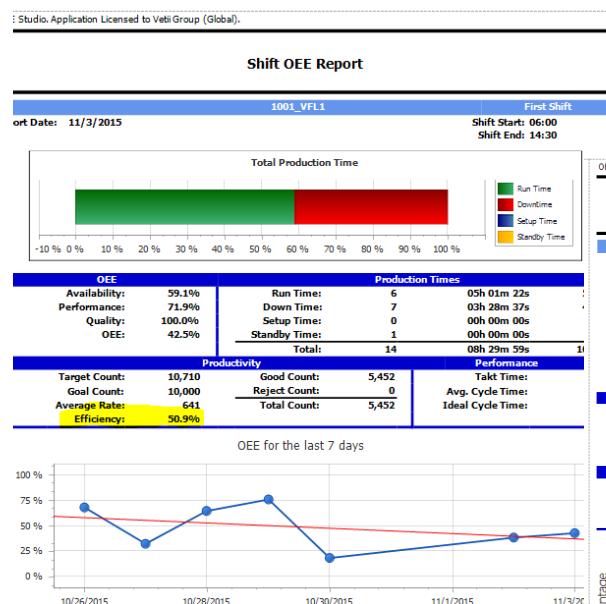 Studio. Application Licensed to Vetii Group (Global).
Shift OEE Report
1001_VFL1 First Shift
ort Date: 11/3/2015 Shift Start: 06:00
Shift End: 14:30
Total Production Time
Run Time
Downtime
Setup Time
Standby Time
-10 % 0 % 10 % 20 % 30 % 40 % 50 % 60 % 70 % 80 % 90 % 100 %
OEE Production Times
Availability: 59.1% Run Time: 6 05h 01m 22s
Performance: 71.9% Down Time: 7 03h 28m 37s
Quality: 100.0% Setup Time: 0 00h 00m 00s
OEE: 42.5% Standby Time: 1 00h 00m 00s
Total: 14 08h 29m 59s
Productivity Performance
Target Count: 10,710 Good Count: 5,452 Takt Time:
Goal Count: 10,000 Reject Count: 0 Avg. Cycle Time:
Average Rate: 641 Total Count: 5,452 Ideal Cycle Time:
Efficiency: 50.9%
OEE for the last 7 days
100 %
75 %
50 %
25 %
0 %
10/26/2015 10/28/2015 10/30/2015 11/1/2015 11/3/20
ntage